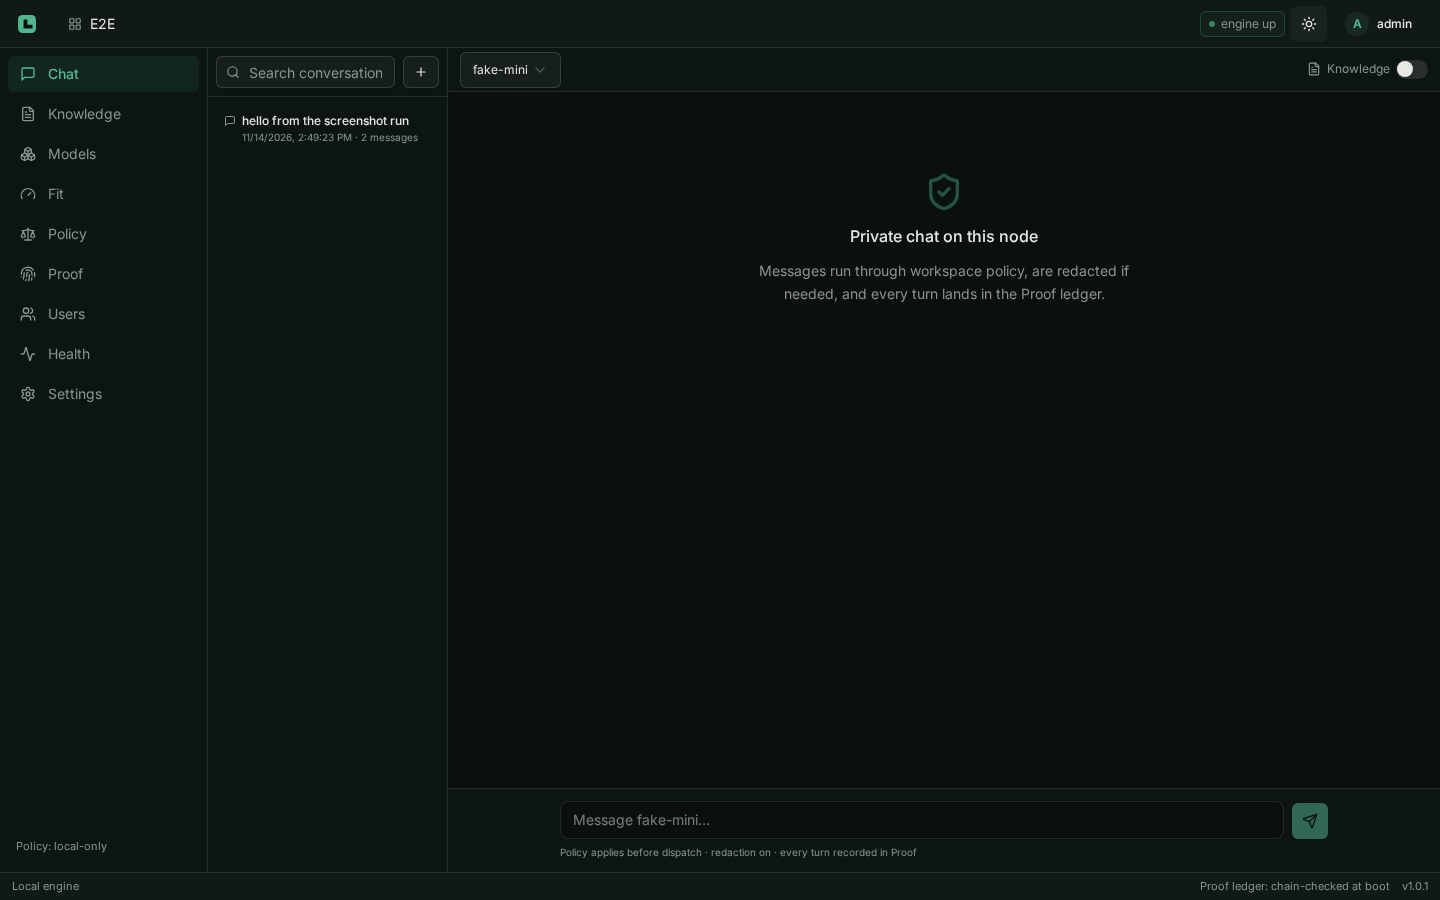 E2E
engine up
A
admin
Chat
Knowledge
Models
Fit
Policy
Proof
Users
Health
Settings
Policy: local-only
Search conversation
hello from the screenshot run
11/14/2026, 2:49:23 PM · 2 messages
fake-mini
Knowledge
Private chat on this node
Messages run through workspace policy, are redacted if
needed, and every turn lands in the Proof ledger.
Message fake-mini...
Policy applies before dispatch · redaction on · every turn recorded in Proof
Local engine
Proof ledger: chain-checked at boot
v1.0.1